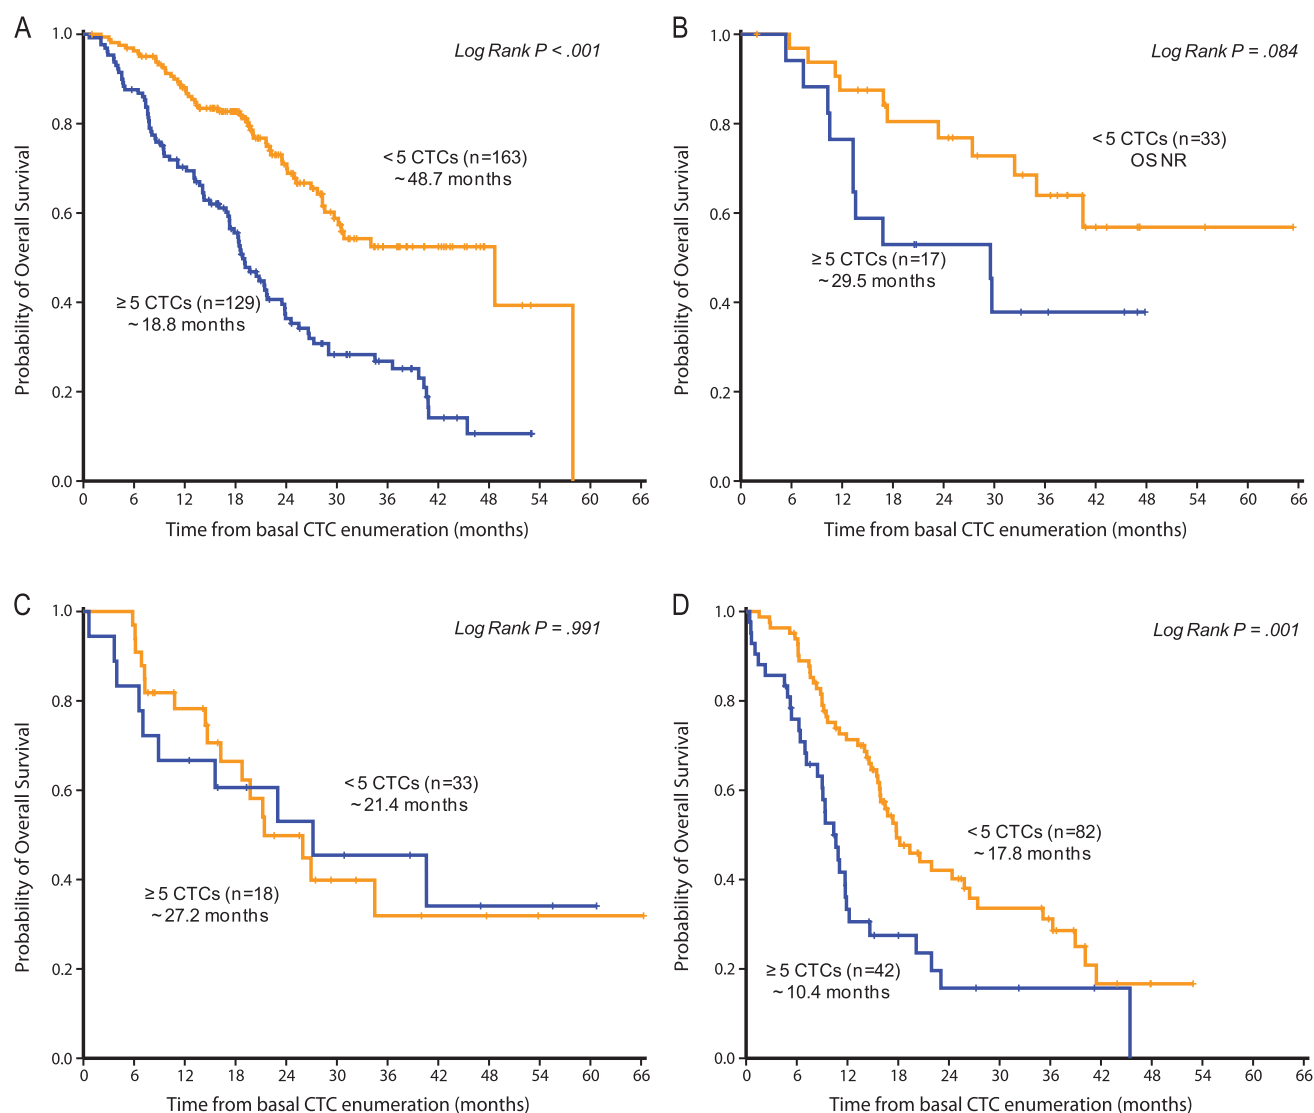 A
Log Rank P < .001
Probability of Overall Survival
1.0
0.8
0.6
0.4
0.2
0.0
< 5 CTCs (n=163)
~ 48.7 months
≥ 5 CTCs (n=129)
~ 18.8 months
0 6 12 18 24 30 36 42 48 54 60 66
Time from basal CTC enumeration (months)
B
Log Rank P = .084
Probability of Overall Survival
1.0
0.8
0.6
0.4
0.2
0.0
< 5 CTCs (n=33)
OS NR
≥ 5 CTCs (n=17)
~ 29.5 months
0 6 12 18 24 30 36 42 48 54 60 66
Time from basal CTC enumeration (months)
C
Log Rank P = .991
Probability of Overall Survival
1.0
0.8
0.6
0.4
0.2
0.0
< 5 CTCs (n=33)
~ 21.4 months
≥ 5 CTCs (n=18)
~ 27.2 months
0 6 12 18 24 30 36 42 48 54 60 66
Time from basal CTC enumeration (months)
D
Log Rank P = .001
Probability of Overall Survival
1.0
0.8
0.6
0.4
0.2
0.0
< 5 CTCs (n=82)
~ 17.8 months
≥ 5 CTCs (n=42)
~ 10.4 months
0 6 12 18 24 30 36 42 48 54 60 66
Time from basal CTC enumeration (months)